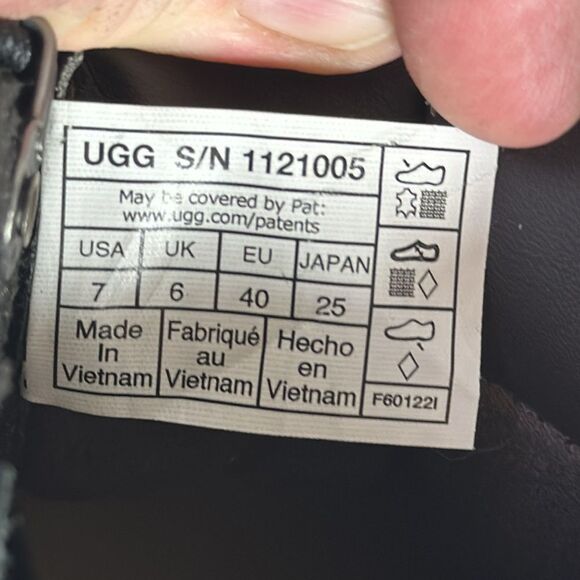 UGG S/N 1121005
May be covered by Pat:
www.ugg.com/patents
USA UK EU JAPAN
7 6 40 25
Made In Vietnam
Fabriqué au Vietnam
Hecho en Vietnam
F60122I